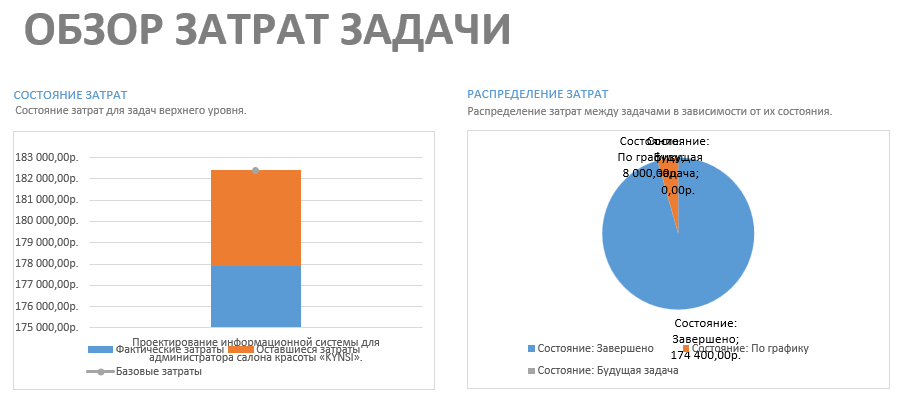 ОБЗОР ЗАТРАТ ЗАДАЧИ
СОСТОЯНИЕ ЗАТРАТ
Состояние затрат для задач верхнего уровня.
183 000,00р.
182 000,00р.
181 000,00р.
180 000,00р.
179 000,00р.
178 000,00р.
177 000,00р.
176 000,00р.
175 000,00р.
Проектирование информационной системы для
администратора салона красоты «KYNSI».
Фактические затраты
Оставшиеся затраты
Базовые затраты
РАСПРЕДЕЛЕНИЕ ЗАТРАТ
Распределение затрат между задачами в зависимости от их состояния.
Состояние:
По графику;
8 000,00р.
Состояние:
Будущая
задача;
0,00р.
Состояние:
Завершено;
174 400,00р.
Состояние: Завершено
Состояние: По графику
Состояние: Будущая задача